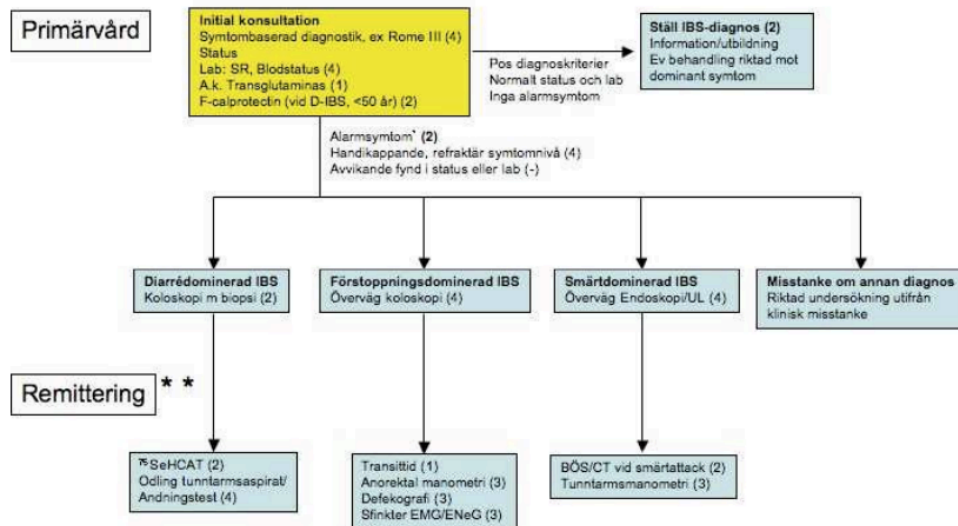 Primärvård
Initial konsultation
Symtombaserad diagnostik, ex Rome III (4)
Status
Lab: SR, Blodstatus (4)
A.k. Transglutaminas (1)
F-calprotectin (vid D-IBS, <50 år) (2)
Pos diagnoskriterier
Normalt status och lab
Inga alarmsymtom
Ställ IBS-diagnos (2)
Information/utbildning
Ev behandling riktad mot
dominant symtom
Alarmsymtom* (2)
Handikappande, refraktär symtomnivå (4)
Avvikande fynd i status eller lab (-)
Diarrédominerad IBS
Koloskopi m biopsi (2)
Förstoppningsdominerad IBS
Överväg koloskopi (4)
Smärtdominerad IBS
Överväg Endoskopi/UL (4)
Misstanke om annan diagnos
Riktad undersökning utifrån
klinisk misstanke
Remittering **
⁷⁵SeHCAT (2)
Odling tunntarmsaspirat/
Andningstest (4)
Transittid (1)
Anorektal manometri (3)
Defekografi (3)
Sfinkter EMG/ENeG (3)
BÖS/CT vid smärtattack (2)
Tunntarmsmanometri (3)